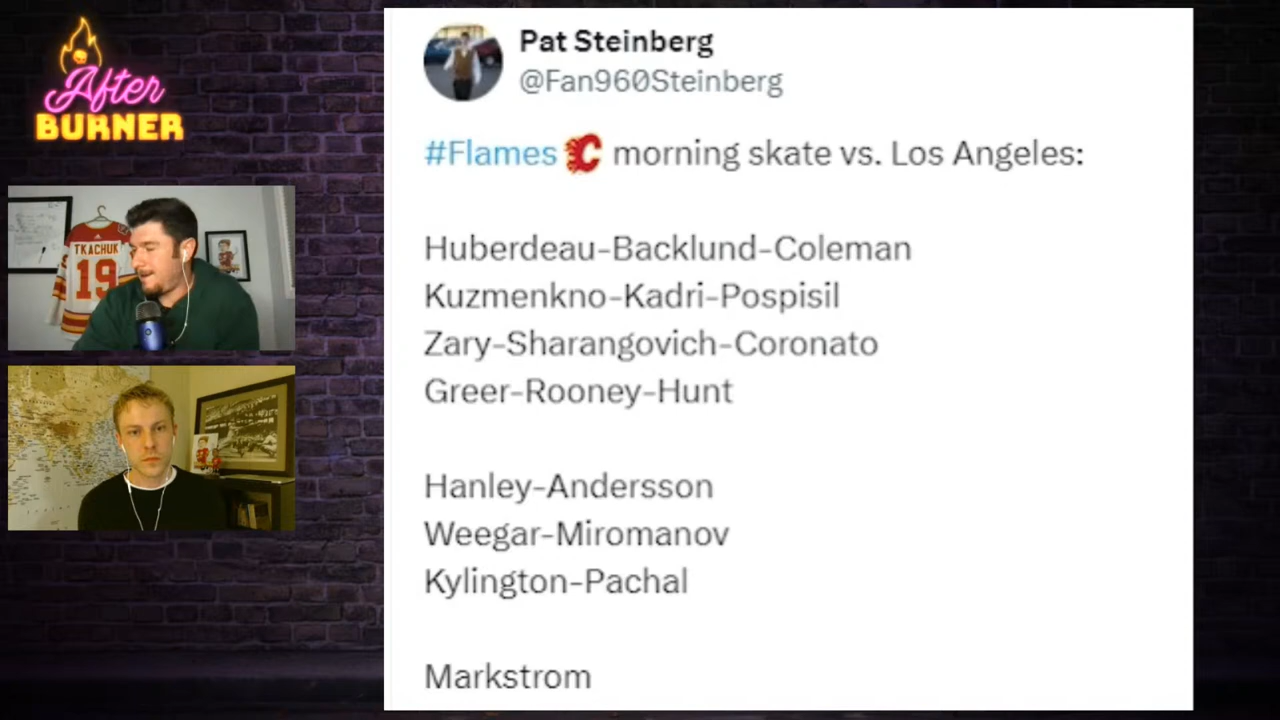 After
BURNER
TKACHUK
19
Pat Steinberg
@Fan960Steinberg
#Flames morning skate vs. Los Angeles:
Huberdeau-Backlund-Coleman
Kuzmenkno-Kadri-Pospisil
Zary-Sharangovich-Coronato
Greer-Rooney-Hunt
Hanley-Andersson
Weegar-Miromanov
Kylington-Pachal
Markstrom